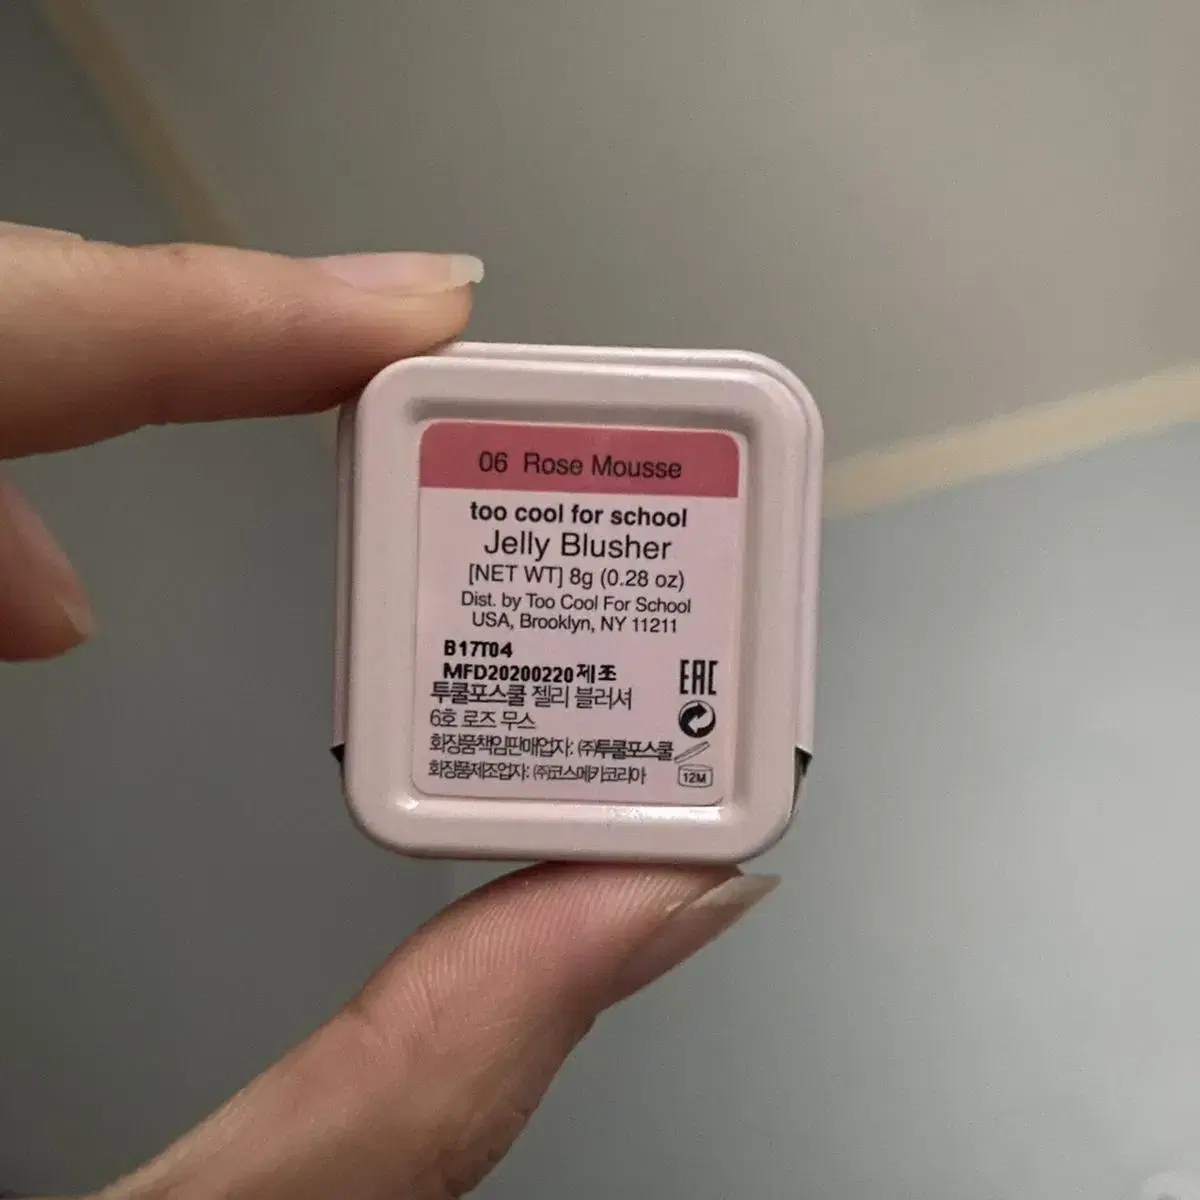 06 Rose Mousse
too cool for school
Jelly Blusher
[NET WT] 8g (0.28 oz)
Dist. by Too Cool For School
USA, Brooklyn, NY 11211
B17T04
MFD20200220제조
투쿨포스쿨 젤리 블러셔
6호 로즈 무스
화장품책임판매업자: ㈜투쿨포스쿨
화장품제조업자: ㈜코스메카코리아
EAC
12M